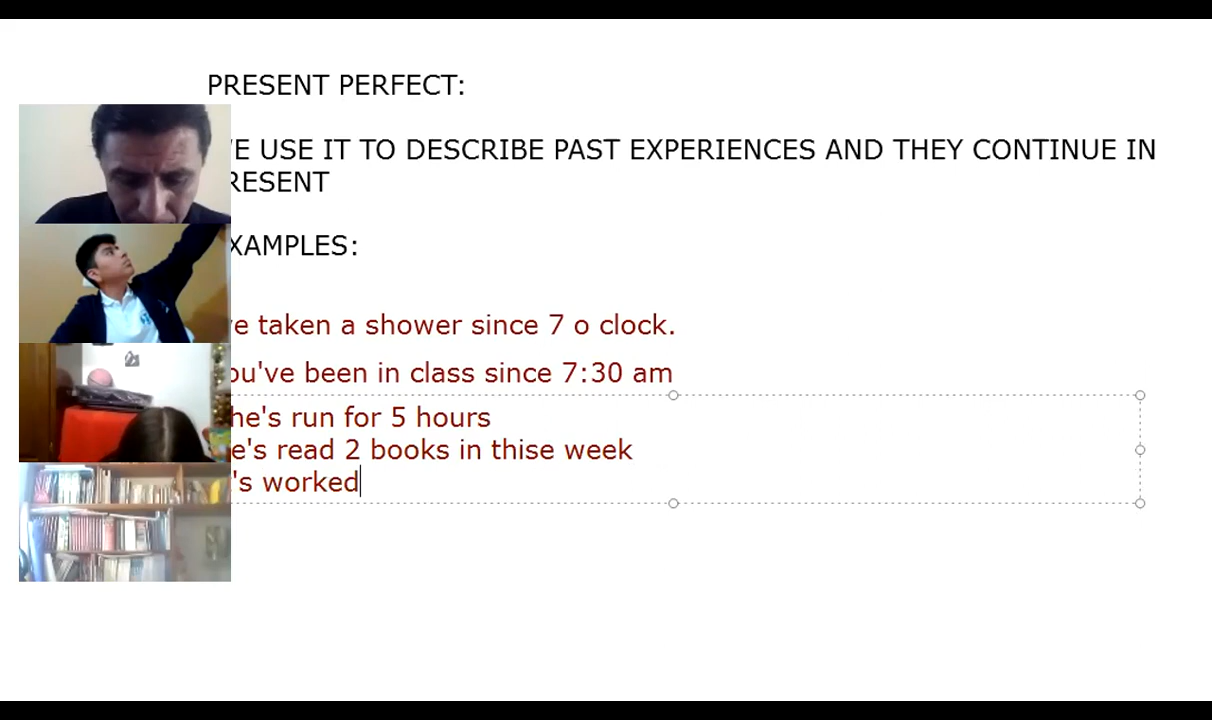 PRESENT PERFECT:
E USE IT TO DESCRIBE PAST EXPERIENCES AND THEY CONTINUE IN
RESENT
XAMPLES:
ve taken a shower since 7 o clock.
ou've been in class since 7:30 am
he's run for 5 hours
e's read 2 books in thise week
's worked